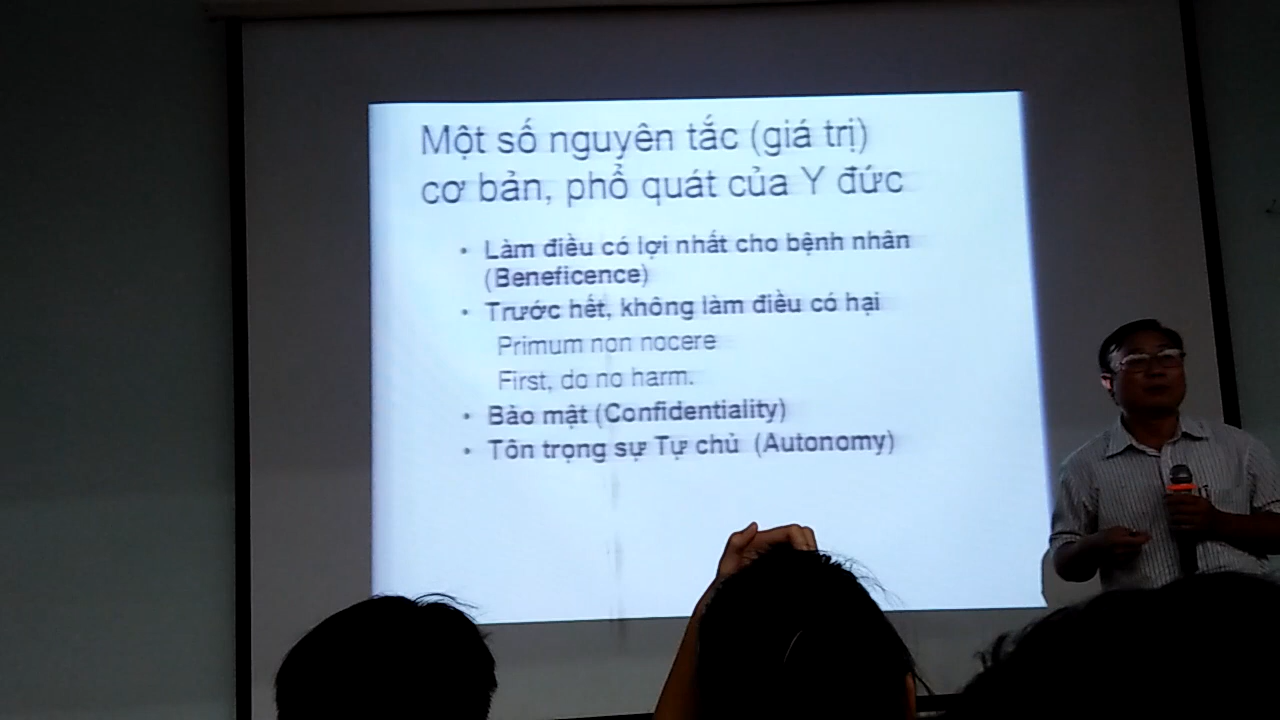 Một số nguyên tắc (giá trị)
cơ bản, phổ quát của Y đức
• Làm điều có lợi nhất cho bệnh nhân
(Beneficence)
• Trước hết, không làm điều có hại
Primum non nocere
First, do no harm.
• Bảo mật (Confidentiality)
• Tôn trọng sự Tự chủ (Autonomy)